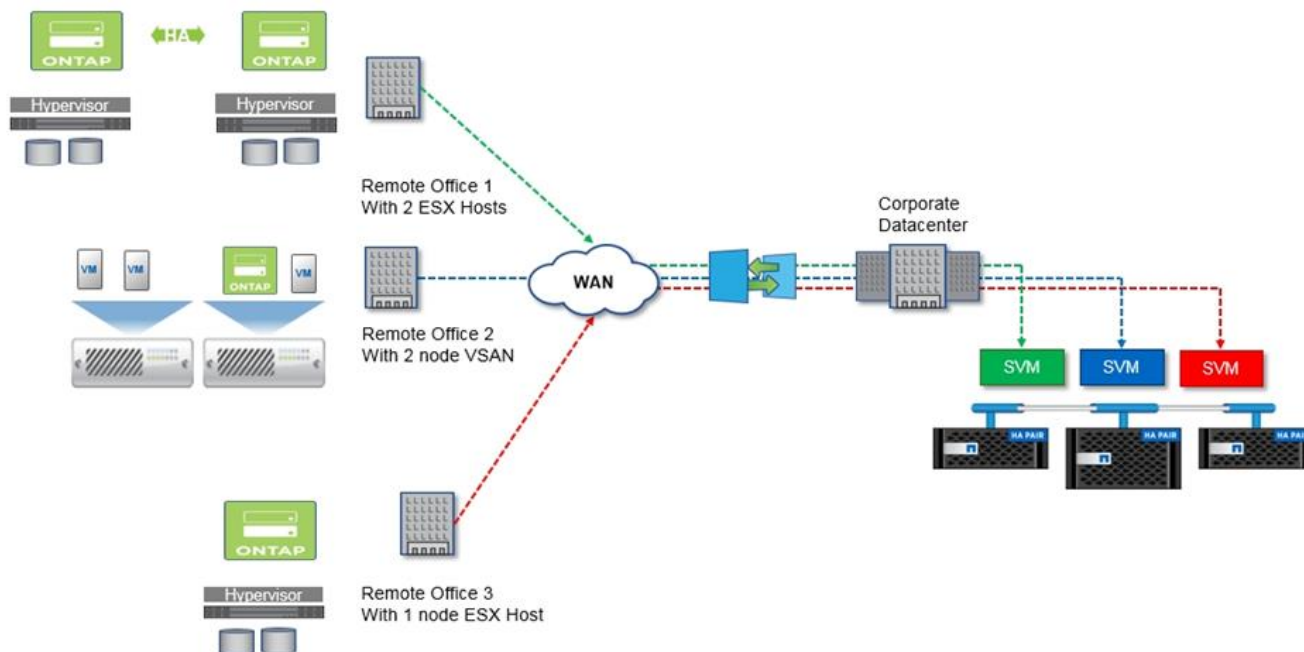 HA
ONTAP
ONTAP
Hypervisor
Hypervisor
Remote Office 1
With 2 ESX Hosts
VM
VM
ONTAP
VM
Remote Office 2
With 2 node VSAN
WAN
Corporate
Datacenter
SVM
SVM
SVM
HA PAIR
HA PAIR
HA PAIR
ONTAP
Hypervisor
Remote Office 3
With 1 node ESX Host